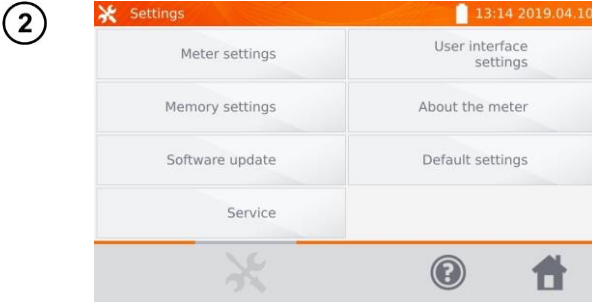 2
Settings
13:14 2019.04.10
Meter settings
User interface
settings
Memory settings
About the meter
Software update
Default settings
Service
?